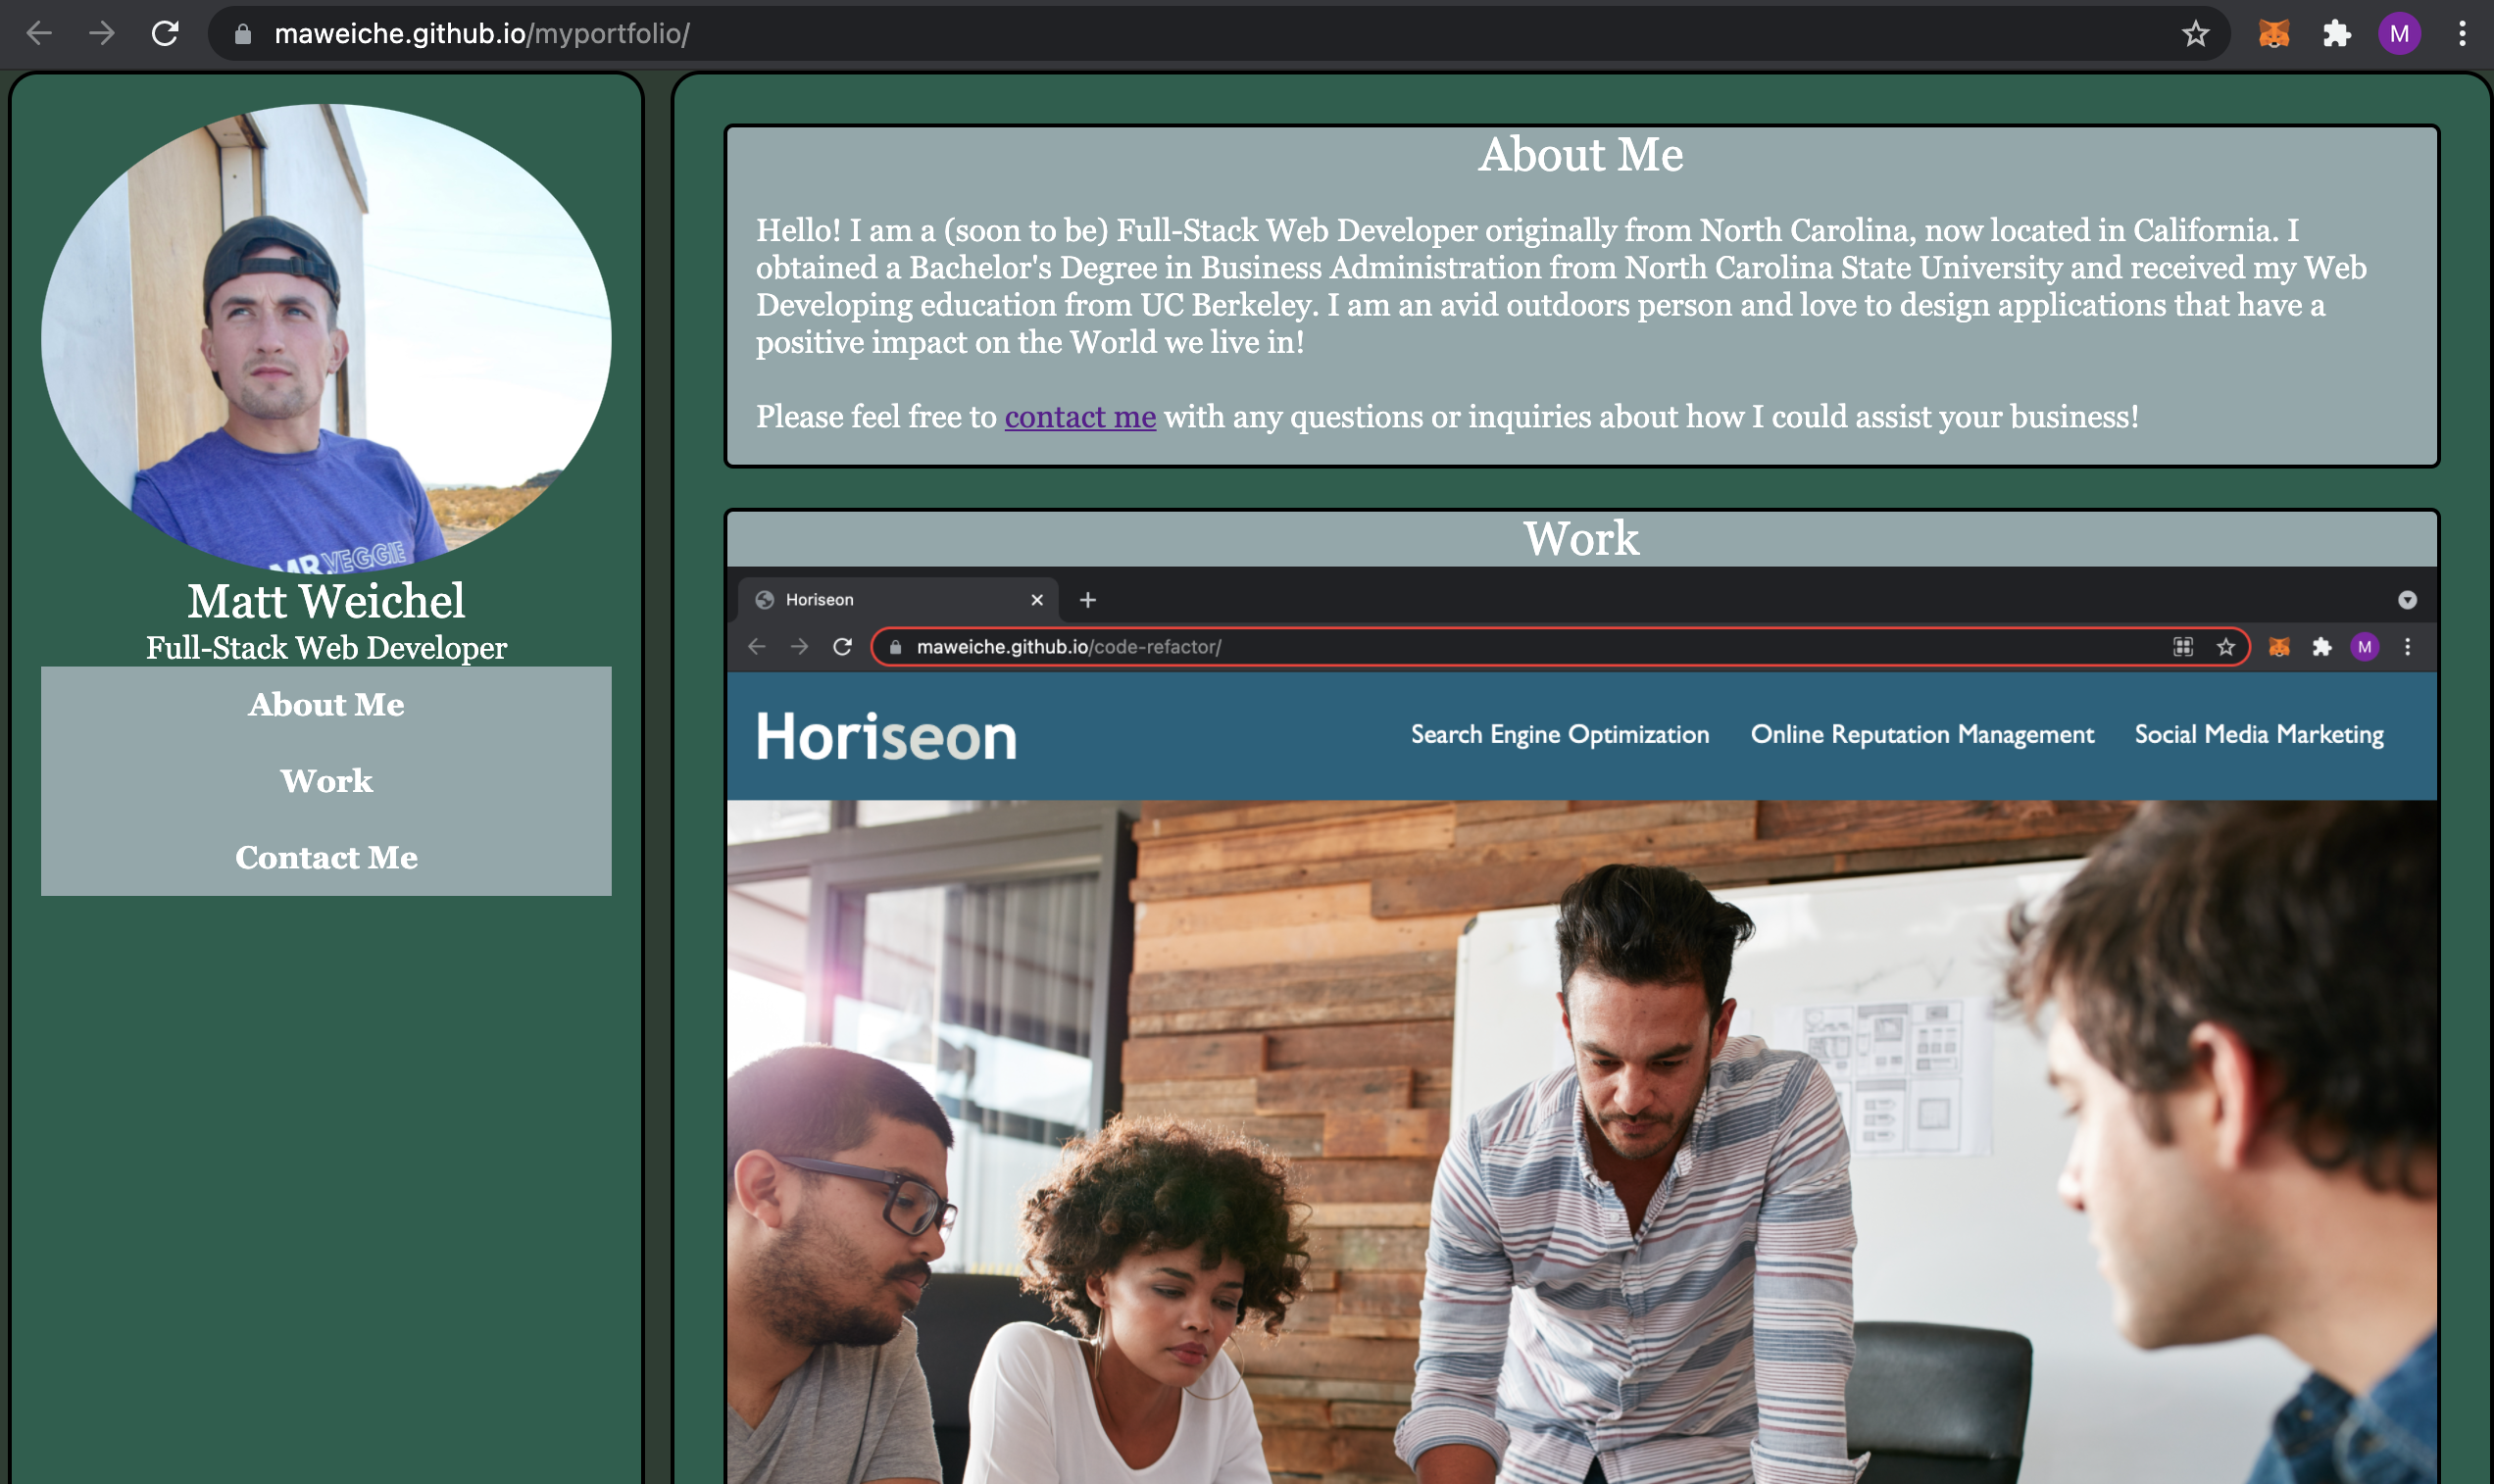 maweiche.github.io/myportfolio/
M
MR.VEGGIE
Matt Weichel
Full-Stack Web Developer
About Me
Work
Contact Me
About Me
Hello! I am a (soon to be) Full-Stack Web Developer originally from North Carolina, now located in California. I
obtained a Bachelor's Degree in Business Administration from North Carolina State University and received my Web
Developing education from UC Berkeley. I am an avid outdoors person and love to design applications that have a
positive impact on the World we live in!
Please feel free to contact me with any questions or inquiries about how I could assist your business!
Work
Horiseon
maweiche.github.io/code-refactor/
M
Horiseon
Search Engine Optimization
Online Reputation Management
Social Media Marketing